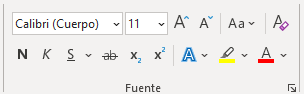 Calibri (Cuerpo) 11 A A Aa A
N K S ab x₂ x² A A
Fuente